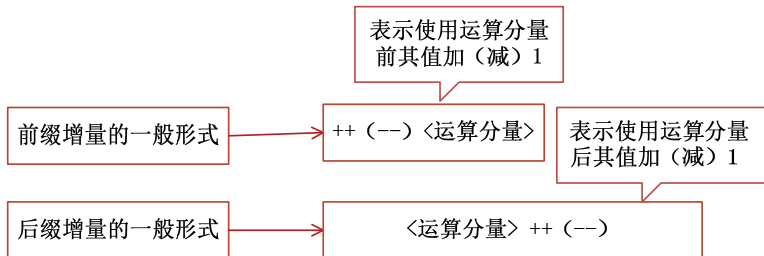 表示使用运算分量
前其值加（减）1
前缀增量的一般形式
++（--）<运算分量>
表示使用运算分量
后其值加（减）1
后缀增量的一般形式
<运算分量> ++（--）